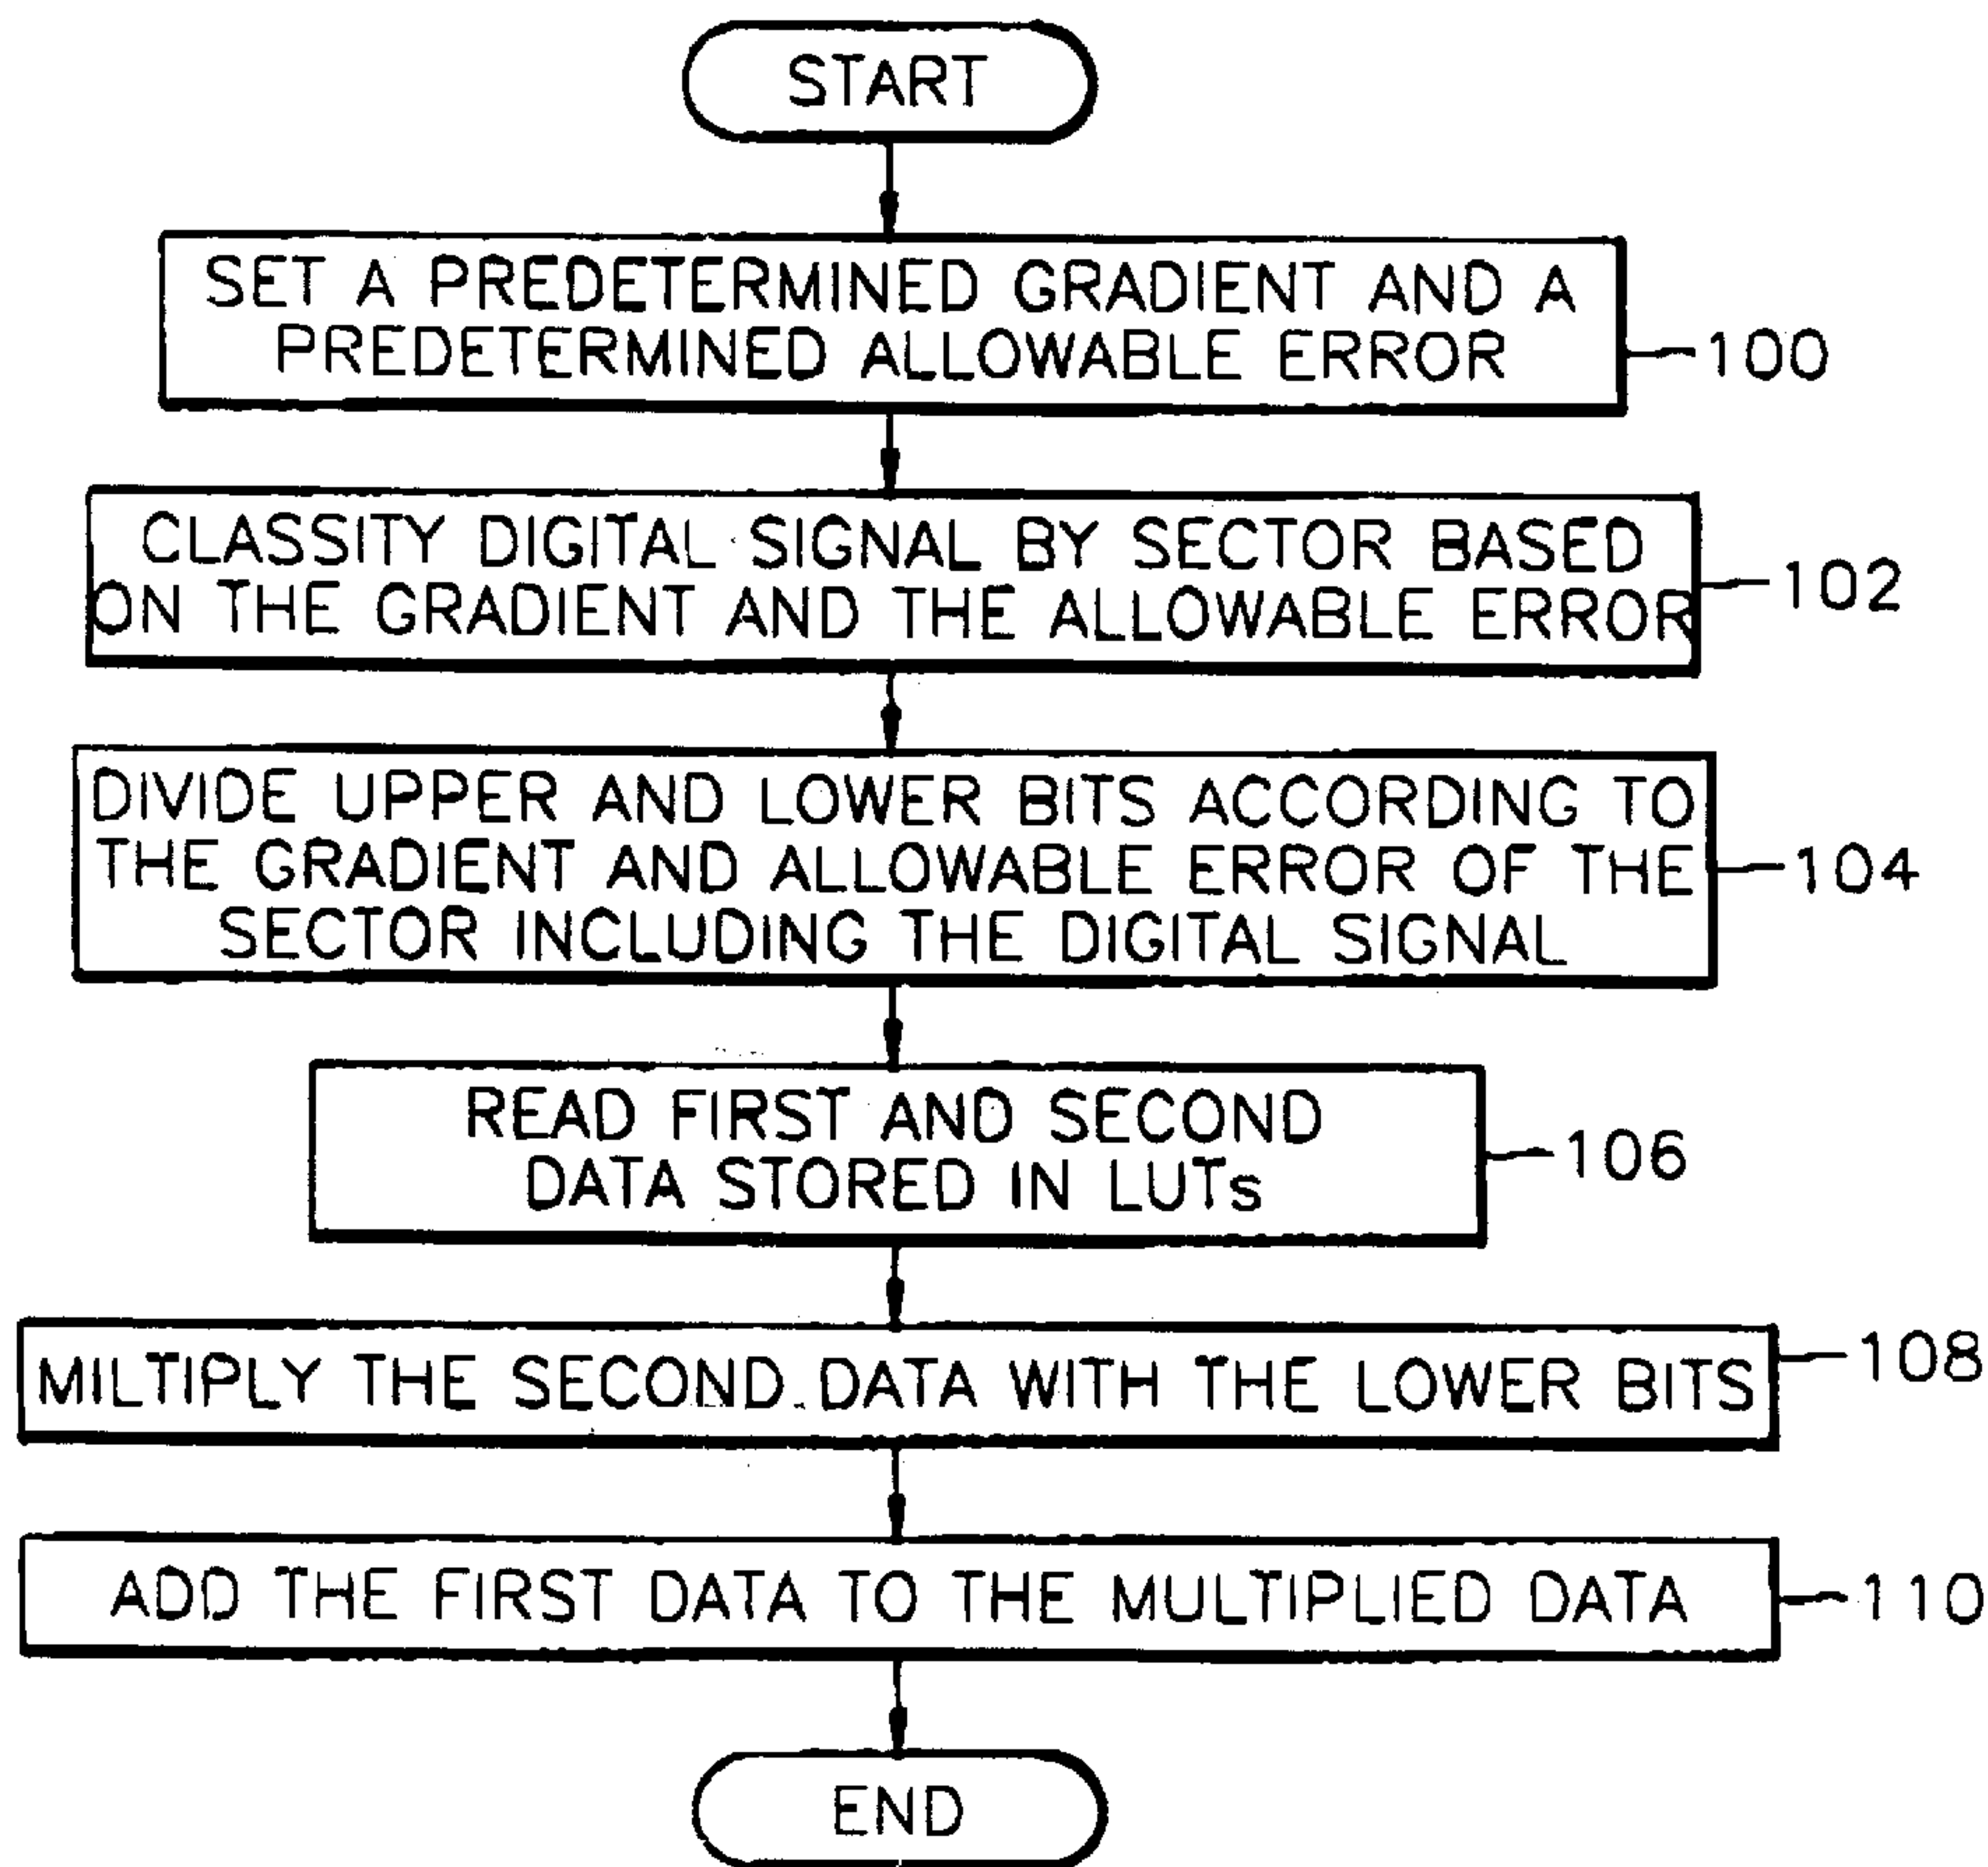 START
SET A PREDETERMINED GRADIENT AND A
PREDETERMINED ALLOWABLE ERROR
100
CLASSITY DIGITAL SIGNAL BY SECTOR BASED
ON THE GRADIENT AND THE ALLOWABLE ERROR
102
DIVIDE UPPER AND LOWER BITS ACCORDING TO
THE GRADIENT AND ALLOWABLE ERROR OF THE
SECTOR INCLUDING THE DIGITAL SIGNAL
104
READ FIRST AND SECOND
DATA STORED IN LUTs
106
MILTIPLY THE SECOND DATA WITH THE LOWER BITS
108
ADD THE FIRST DATA TO THE MULTIPLIED DATA
110
END